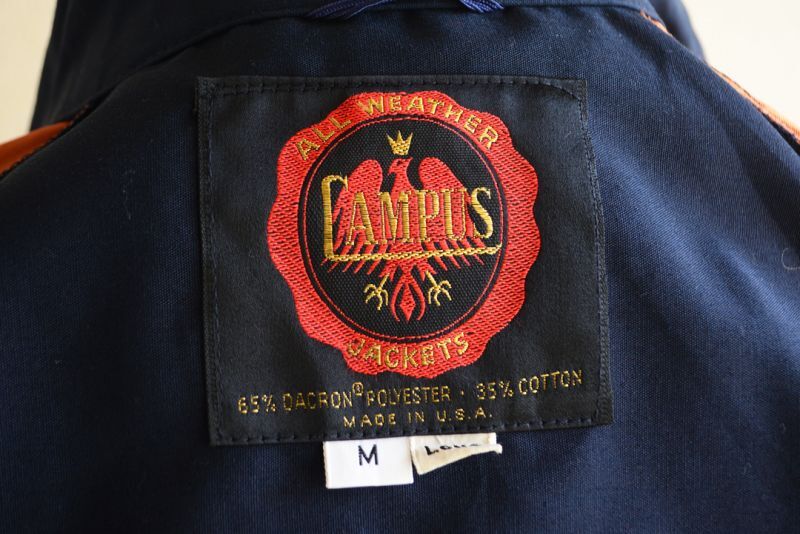 ALL WEATHER
CAMPUS
JACKETS
65% DACRON® POLYESTER · 35% COTTON
MADE IN U.S.A.
M